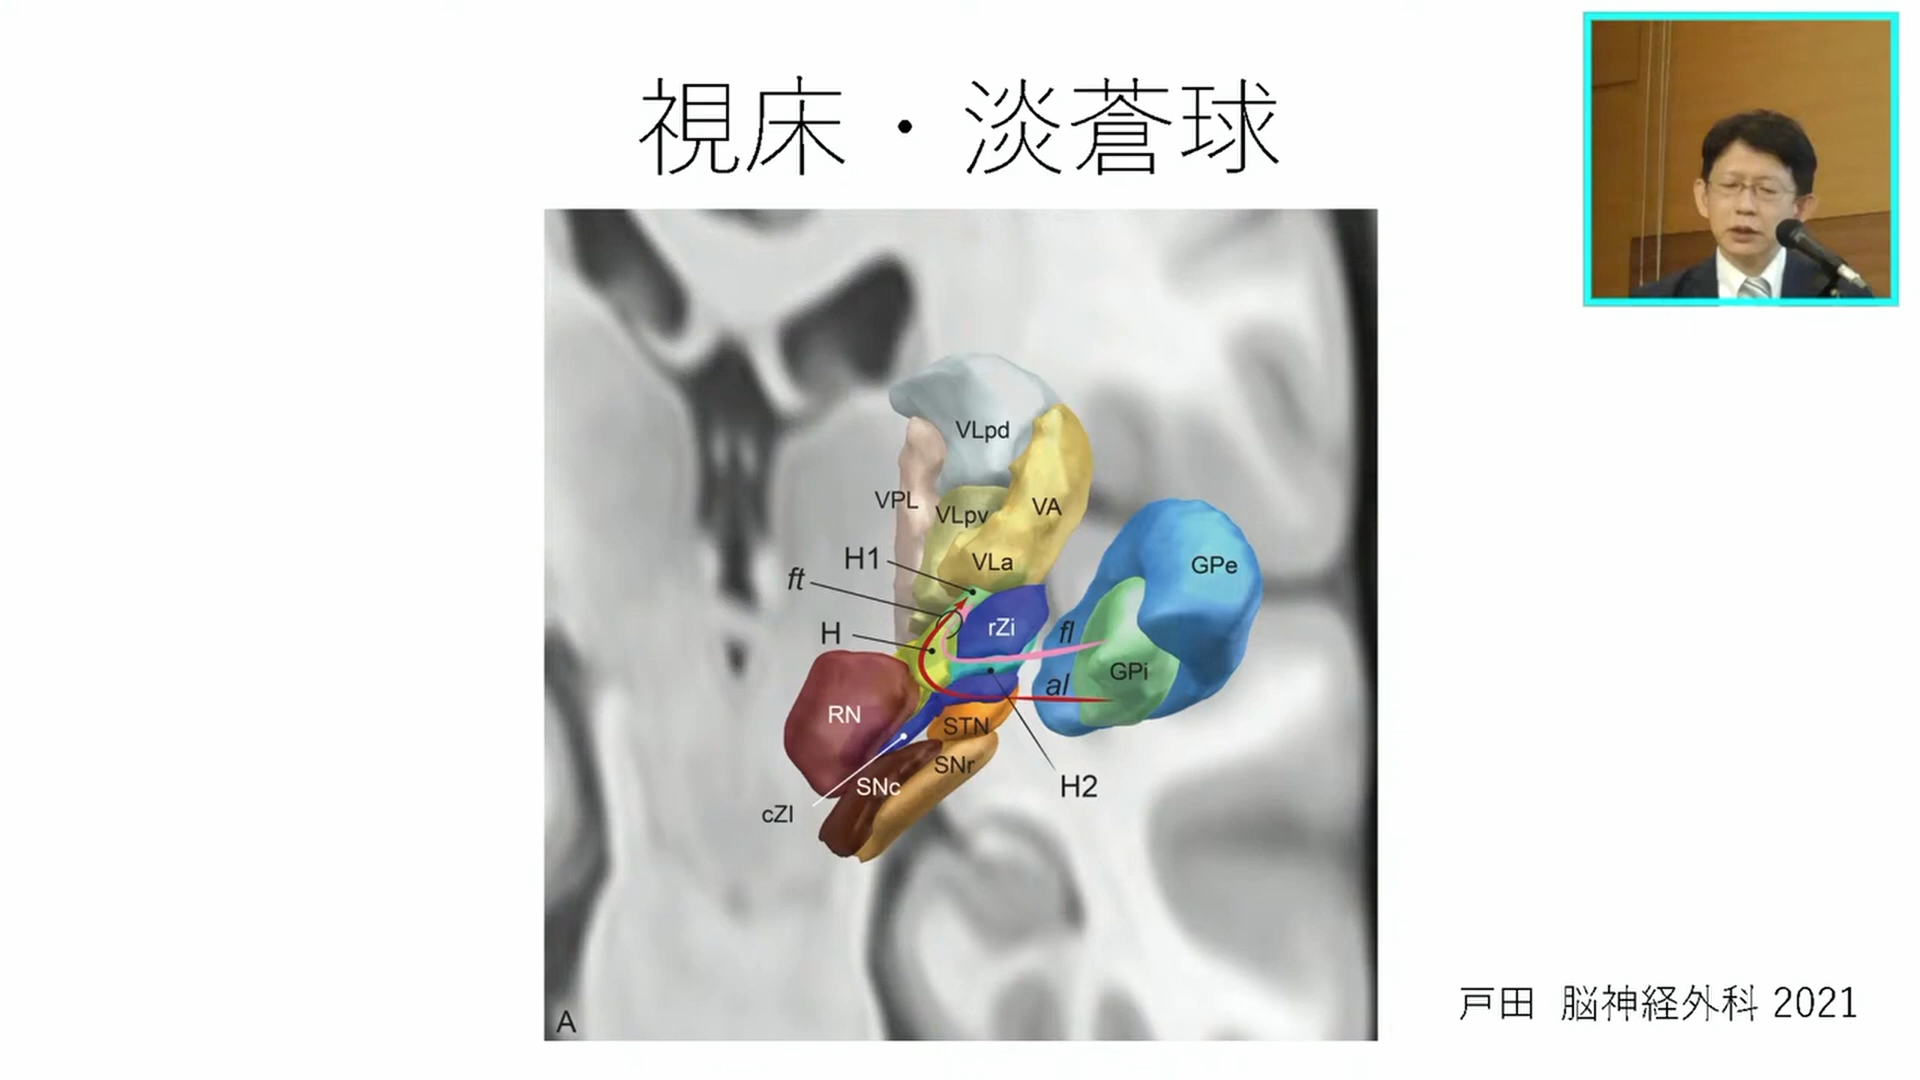 視床・淡蒼球
VLpd
VPL
VLpv
VA
H1
VLa
GPe
ft
H
rZi
fl
GPi
al
RN
STN
SNr
SNc
H2
cZI
A
戸田 脳神経外科 2021